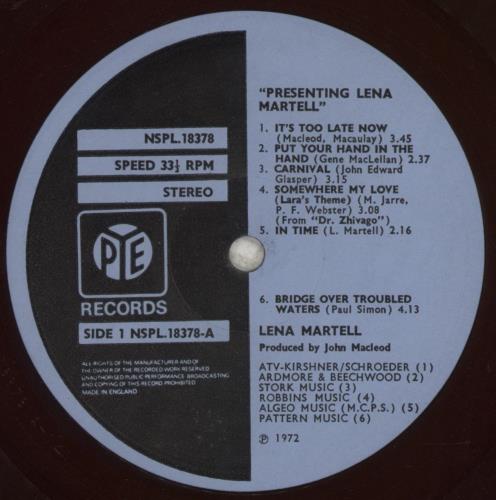 NSPL.18378
SPEED 33⅓ RPM
STEREO
PYE
RECORDS
SIDE 1 NSPL.18378-A
ALL RIGHTS OF THE MANUFACTURER AND OF
THE OWNER OF THE RECORDED WORK RESERVED
UNAUTHORISED PUBLIC PERFORMANCE BROADCASTING
AND COPYING OF THIS RECORD PROHIBITED
MADE IN ENGLAND
"PRESENTING LENA
MARTELL"
1. IT'S TOO LATE NOW
(Macleod, Macaulay) 3.45
2. PUT YOUR HAND IN THE
HAND (Gene MacLellan) 2.37
3. CARNIVAL (John Edward
Glasper) 3.15
4. SOMEWHERE MY LOVE
(Lara's Theme) (M. Jarre,
P. F. Webster) 3.08
(From "Dr. Zhivago")
5. IN TIME (L. Martell) 2.16
6. BRIDGE OVER TROUBLED
WATERS (Paul Simon) 4.13
LENA MARTELL
Produced by John Macleod
ATV-KIRSHNER/SCHROEDER (1)
ARDMORE & BEECHWOOD (2)
STORK MUSIC (3)
ROBBINS MUSIC (4)
ALGEO MUSIC (M.C.P.S.) (5)
PATTERN MUSIC (6)
℗ 1972